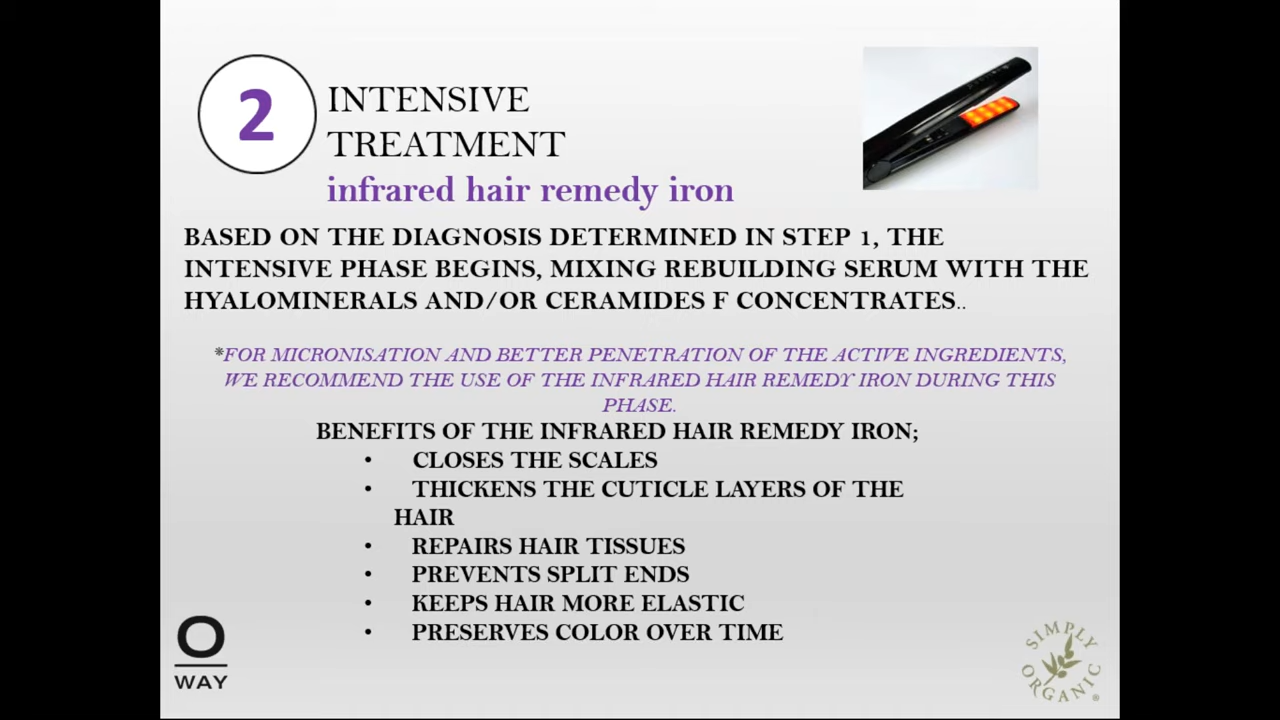 2
INTENSIVE
TREATMENT
infrared hair remedy iron
BASED ON THE DIAGNOSIS DETERMINED IN STEP 1, THE
INTENSIVE PHASE BEGINS, MIXING REBUILDING SERUM WITH THE
HYALOMINERALS AND/OR CERAMIDES F CONCENTRATES..
*FOR MICRONISATION AND BETTER PENETRATION OF THE ACTIVE INGREDIENTS,
WE RECOMMEND THE USE OF THE INFRARED HAIR REMEDY IRON DURING THIS
PHASE.
BENEFITS OF THE INFRARED HAIR REMEDY IRON;
• CLOSES THE SCALES
• THICKENS THE CUTICLE LAYERS OF THE
HAIR
• REPAIRS HAIR TISSUES
• PREVENTS SPLIT ENDS
• KEEPS HAIR MORE ELASTIC
• PRESERVES COLOR OVER TIME
O
WAY
SIMPLY
ORGANIC®